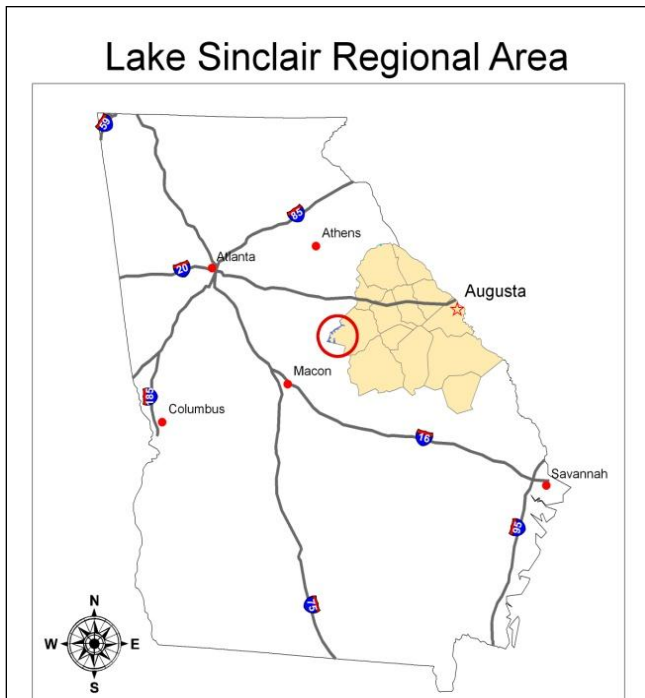 Lake Sinclair Regional Area
59
85
Athens
Atlanta
20
Augusta
Macon
185
Columbus
16
Savannah
95
75
N
W E
S